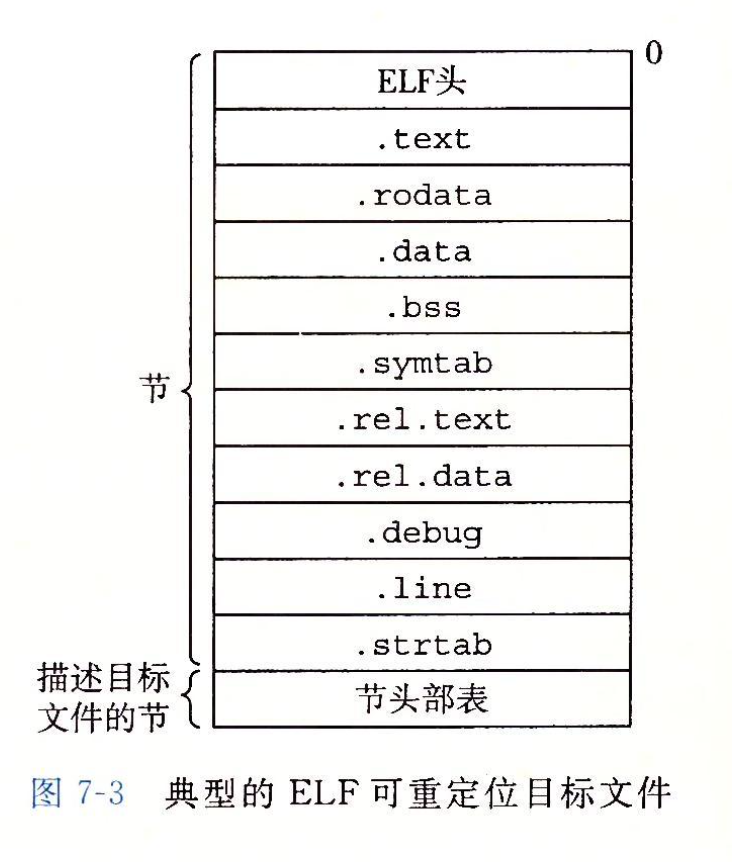 0
ELF头
.text
.rodata
.data
.bss
.symtab
节
.rel.text
.rel.data
.debug
.line
.strtab
描述目标
文件的节
节头部表
图 7-3 典型的 ELF 可重定位目标文件